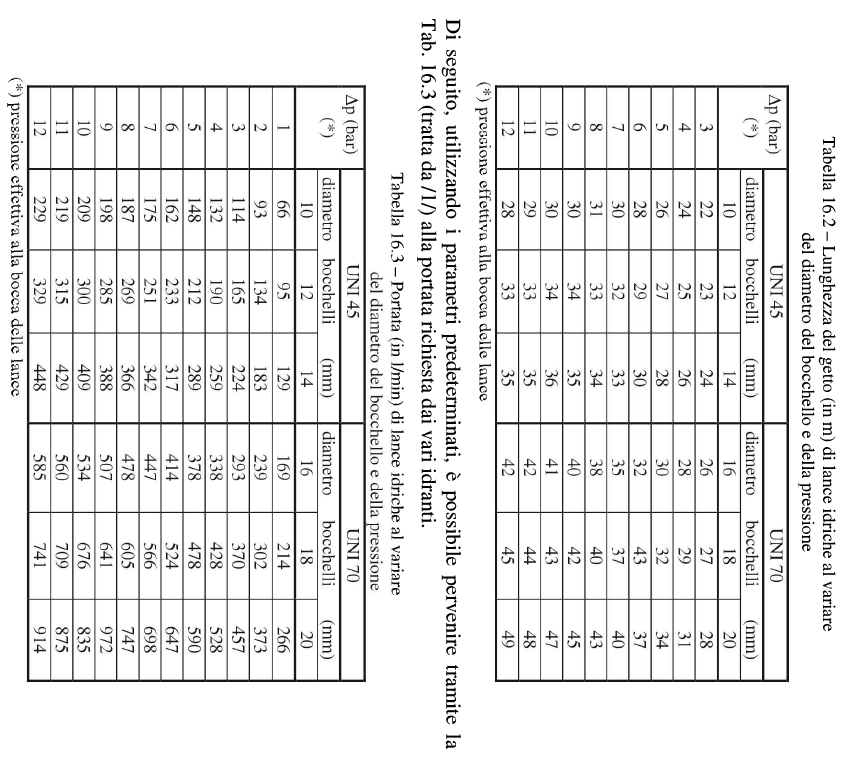 Tabella 16.2 – Lunghezza del getto (in m) di lance idriche al variare
del diametro del bocchello e della pressione
Δp (bar) UNI 45 UNI 70
(*) diametro bocchelli (mm) diametro bocchelli (mm)
10 12 14 16 18 20
3 22 23 24 26 27 28
4 24 25 26 28 29 31
5 26 27 28 30 32 34
6 28 29 30 32 43 37
7 30 32 33 35 37 40
8 31 33 34 38 40 43
9 30 34 35 40 42 45
10 30 34 36 41 43 47
11 29 33 35 42 44 48
12 28 33 35 42 45 49
(*) pressione effettiva alla bocca delle lance
Di seguito, utilizzando i parametri predeterminati, è possibile pervenire tramite la
Tab. 16.3 (tratta da /1/) alla portata richiesta dai vari idranti.
Tabella 16.3 – Portata (in l/min) di lance idriche al variare
del diametro del bocchello e della pressione
Δp (bar) UNI 45 UNI 70
(*) diametro bocchelli (mm) diametro bocchelli (mm)
10 12 14 16 18 20
1 66 95 129 169 214 266
2 93 134 183 239 302 373
3 114 165 224 293 370 457
4 132 190 259 338 428 528
5 148 212 289 378 478 590
6 162 233 317 414 524 647
7 175 251 342 447 566 698
8 187 269 366 478 605 747
9 198 285 388 507 641 972
10 209 300 409 534 676 835
11 219 315 429 560 709 875
12 229 329 448 585 741 914
(*) pressione effettiva alla bocca delle lance